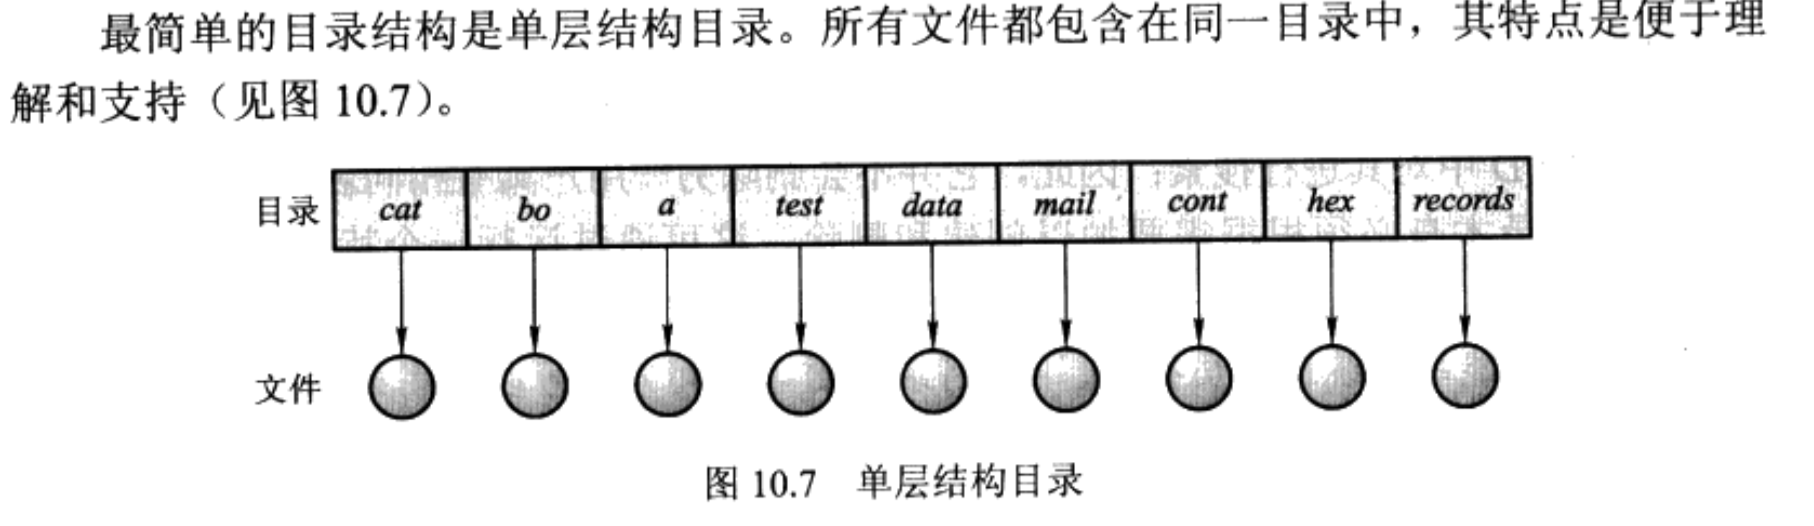 最简单的目录结构是单层结构目录。所有文件都包含在同一目录中，其特点是便于理
解和支持（见图 10.7）。
目录 cat bo a test data mail cont hex records
文件
图 10.7 单层结构目录